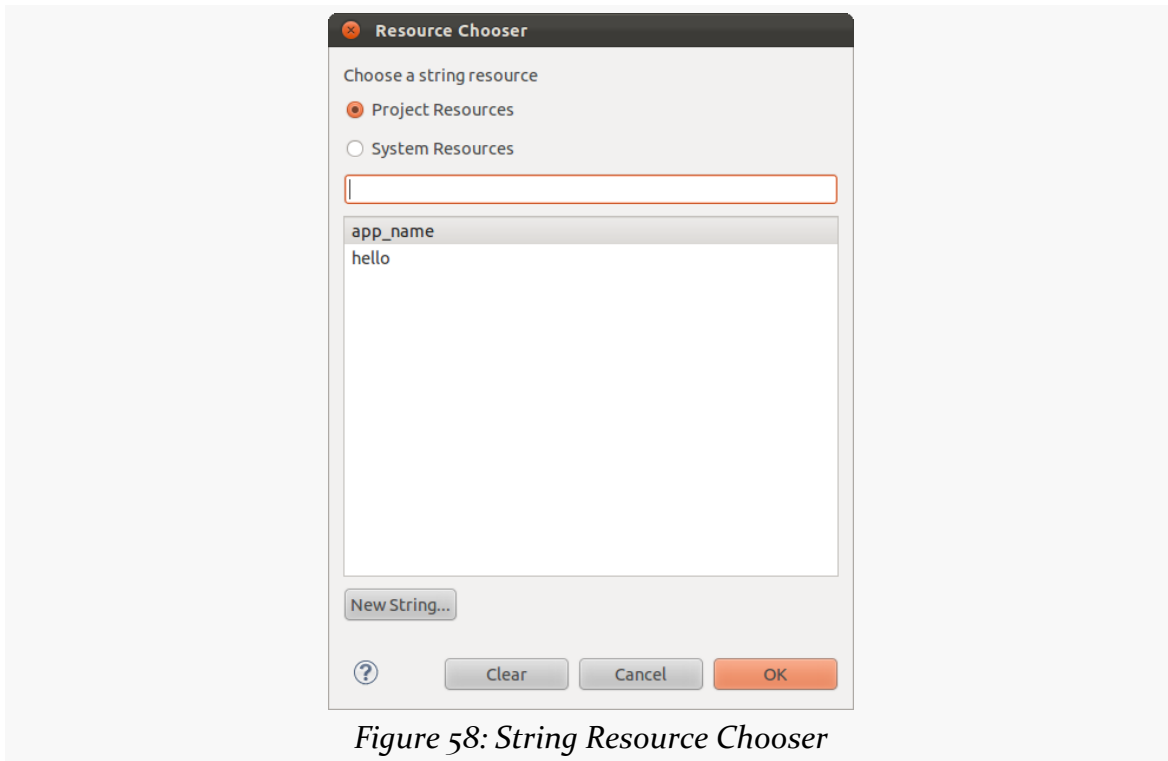 Resource Chooser
Choose a string resource
Project Resources
System Resources
app_name
hello
New String...
?
Clear Cancel OK
Figure 58: String Resource Chooser